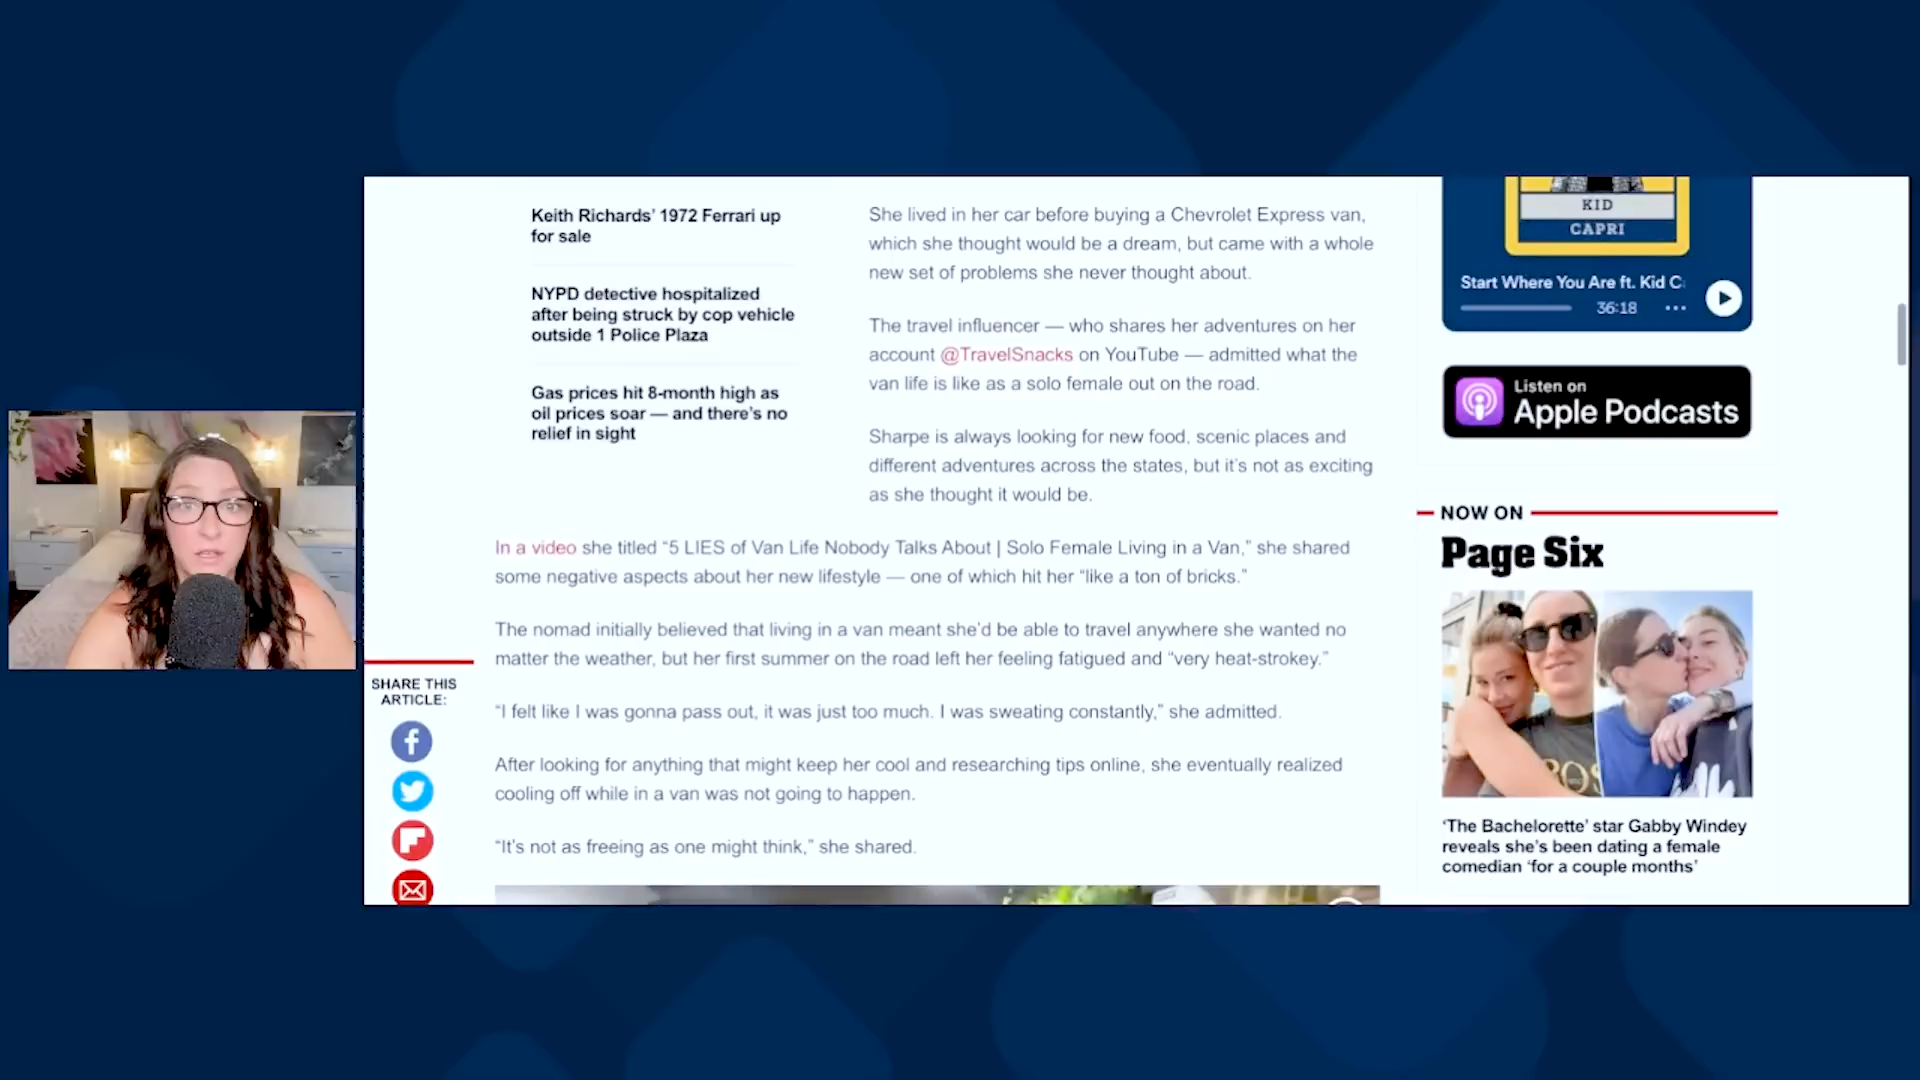 Keith Richards’ 1972 Ferrari up
for sale
NYPD detective hospitalized
after being struck by cop vehicle
outside 1 Police Plaza
Gas prices hit 8-month high as
oil prices soar — and there’s no
relief in sight
She lived in her car before buying a Chevrolet Express van,
which she thought would be a dream, but came with a whole
new set of problems she never thought about.
The travel influencer — who shares her adventures on her
account @TravelSnacks on YouTube — admitted what the
van life is like as a solo female out on the road.
Sharpe is always looking for new food, scenic places and
different adventures across the states, but it’s not as exciting
as she thought it would be.
In a video she titled “5 LIES of Van Life Nobody Talks About | Solo Female Living in a Van,” she shared
some negative aspects about her new lifestyle — one of which hit her “like a ton of bricks.”
The nomad initially believed that living in a van meant she’d be able to travel anywhere she wanted no
matter the weather, but her first summer on the road left her feeling fatigued and “very heat-strokey.”
“I felt like I was gonna pass out, it was just too much. I was sweating constantly,” she admitted.
After looking for anything that might keep her cool and researching tips online, she eventually realized
cooling off while in a van was not going to happen.
“It’s not as freeing as one might think,” she shared.
SHARE THIS
ARTICLE:
KID
CAPRI
Start Where You Are ft. Kid C
36:18
Listen on
Apple Podcasts
NOW ON
Page Six
‘The Bachelorette’ star Gabby Windey
reveals she’s been dating a female
comedian ‘for a couple months’